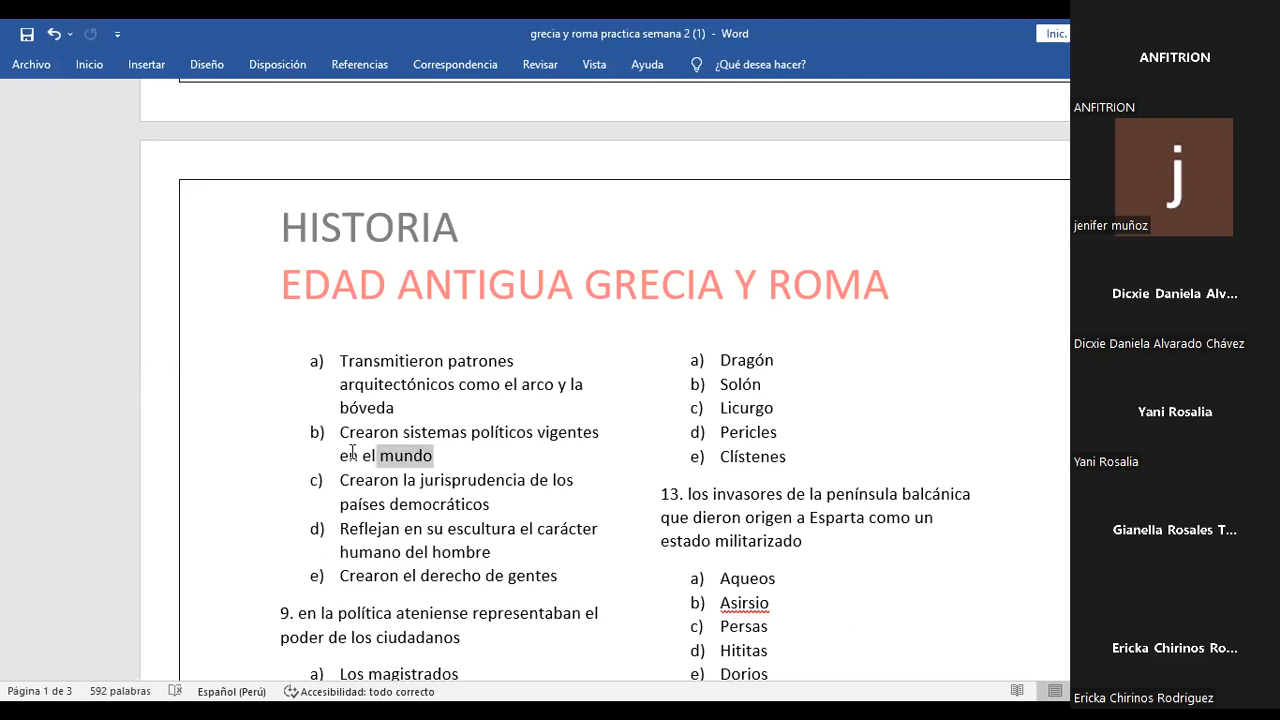 grecia y roma practica semana 2 (1) - Word
Inic.
Archivo Inicio Insertar Diseño Disposición Referencias Correspondencia Revisar Vista Ayuda ¿Qué desea hacer?
HISTORIA
EDAD ANTIGUA GRECIA Y ROMA
a) Transmitieron patrones
arquitectónicos como el arco y la
bóveda
b) Crearon sistemas políticos vigentes
en el mundo
c) Crearon la jurisprudencia de los
países democráticos
d) Reflejan en su escultura el carácter
humano del hombre
e) Crearon el derecho de gentes
9. en la política ateniense representaban el
poder de los ciudadanos
a) Los magistrados
a) Dragón
b) Solón
c) Licurgo
d) Pericles
e) Clístenes
13. los invasores de la península balcánica
que dieron origen a Esparta como un
estado militarizado
a) Aqueos
b) Asirsio
c) Persas
d) Hititas
e) Dorios
Página 1 de 3 592 palabras Español (Perú) Accesibilidad: todo correcto
ANFITRION
ANFITRION
j
jenifer muñoz
Dicxie Daniela Alv...
Dicxie Daniela Alvarado Chávez
Yani Rosalia
Yani Rosalia
Gianella Rosales T...
Ericka Chirinos Ro...
Ericka Chirinos Rodriguez